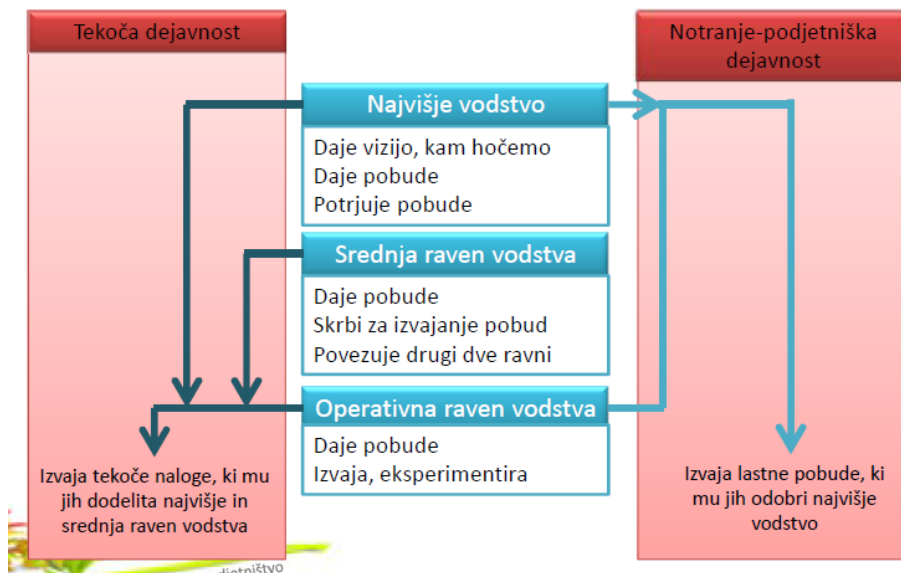 Tekoča dejavnost
Notranje-podjetniška
dejavnost
Najvišje vodstvo
Daje vizijo, kam hočemo
Daje pobude
Potrjuje pobude
Srednja raven vodstva
Daje pobude
Skrbi za izvajanje pobud
Povezuje drugi dve ravni
Operativna raven vodstva
Daje pobude
Izvaja, eksperimentira
Izvaja tekoče naloge, ki mu
jih dodelita najvišje in
srednja raven vodstva
Izvaja lastne pobude, ki
mu jih odobri najvišje
vodstvo